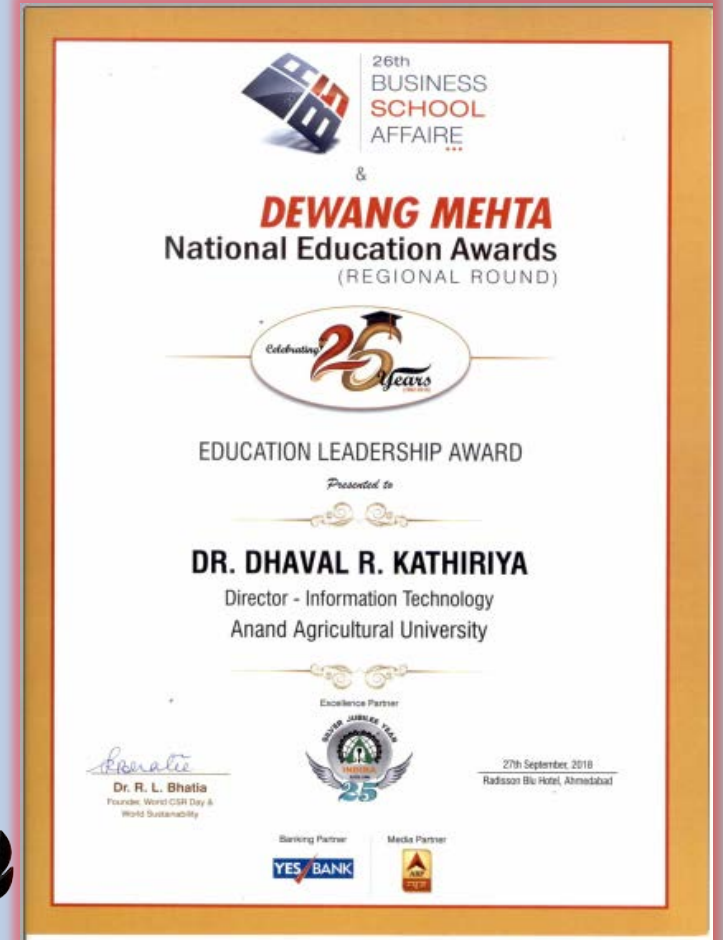 26th
BUSINESS
SCHOOL
AFFAIRE
&
DEWANG MEHTA
National Education Awards
(REGIONAL ROUND)
Celebrating
25
Years
EDUCATION LEADERSHIP AWARD
Presented to
DR. DHAVAL R. KATHIRIYA
Director - Information Technology
Anand Agricultural University
Excellence Partner
SILVER JUBILEE YEAR
INDIRA
25
Dr. R. L. Bhatia
Founder, World CSR Day &
World Sustainability
27th September, 2018
Radisson Blu Hotel, Ahmedabad
Banking Partner
YES BANK
Media Partner
ABP
न्यूज़